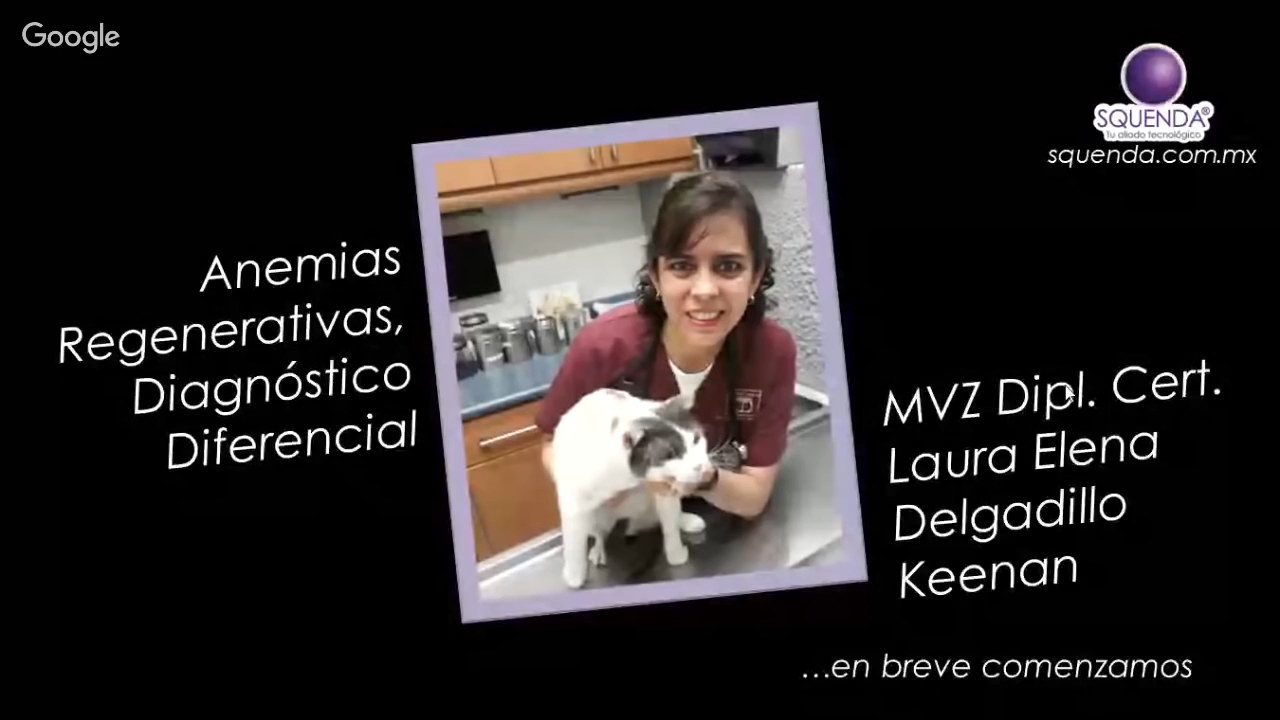 Google
SQUENDA®
Tu aliado tecnológico
squenda.com.mx
Anemias
Regenerativas,
Diagnóstico
Diferencial
MVZ Dipl. Cert.
Laura Elena
Delgadillo
Keenan
...en breve comenzamos